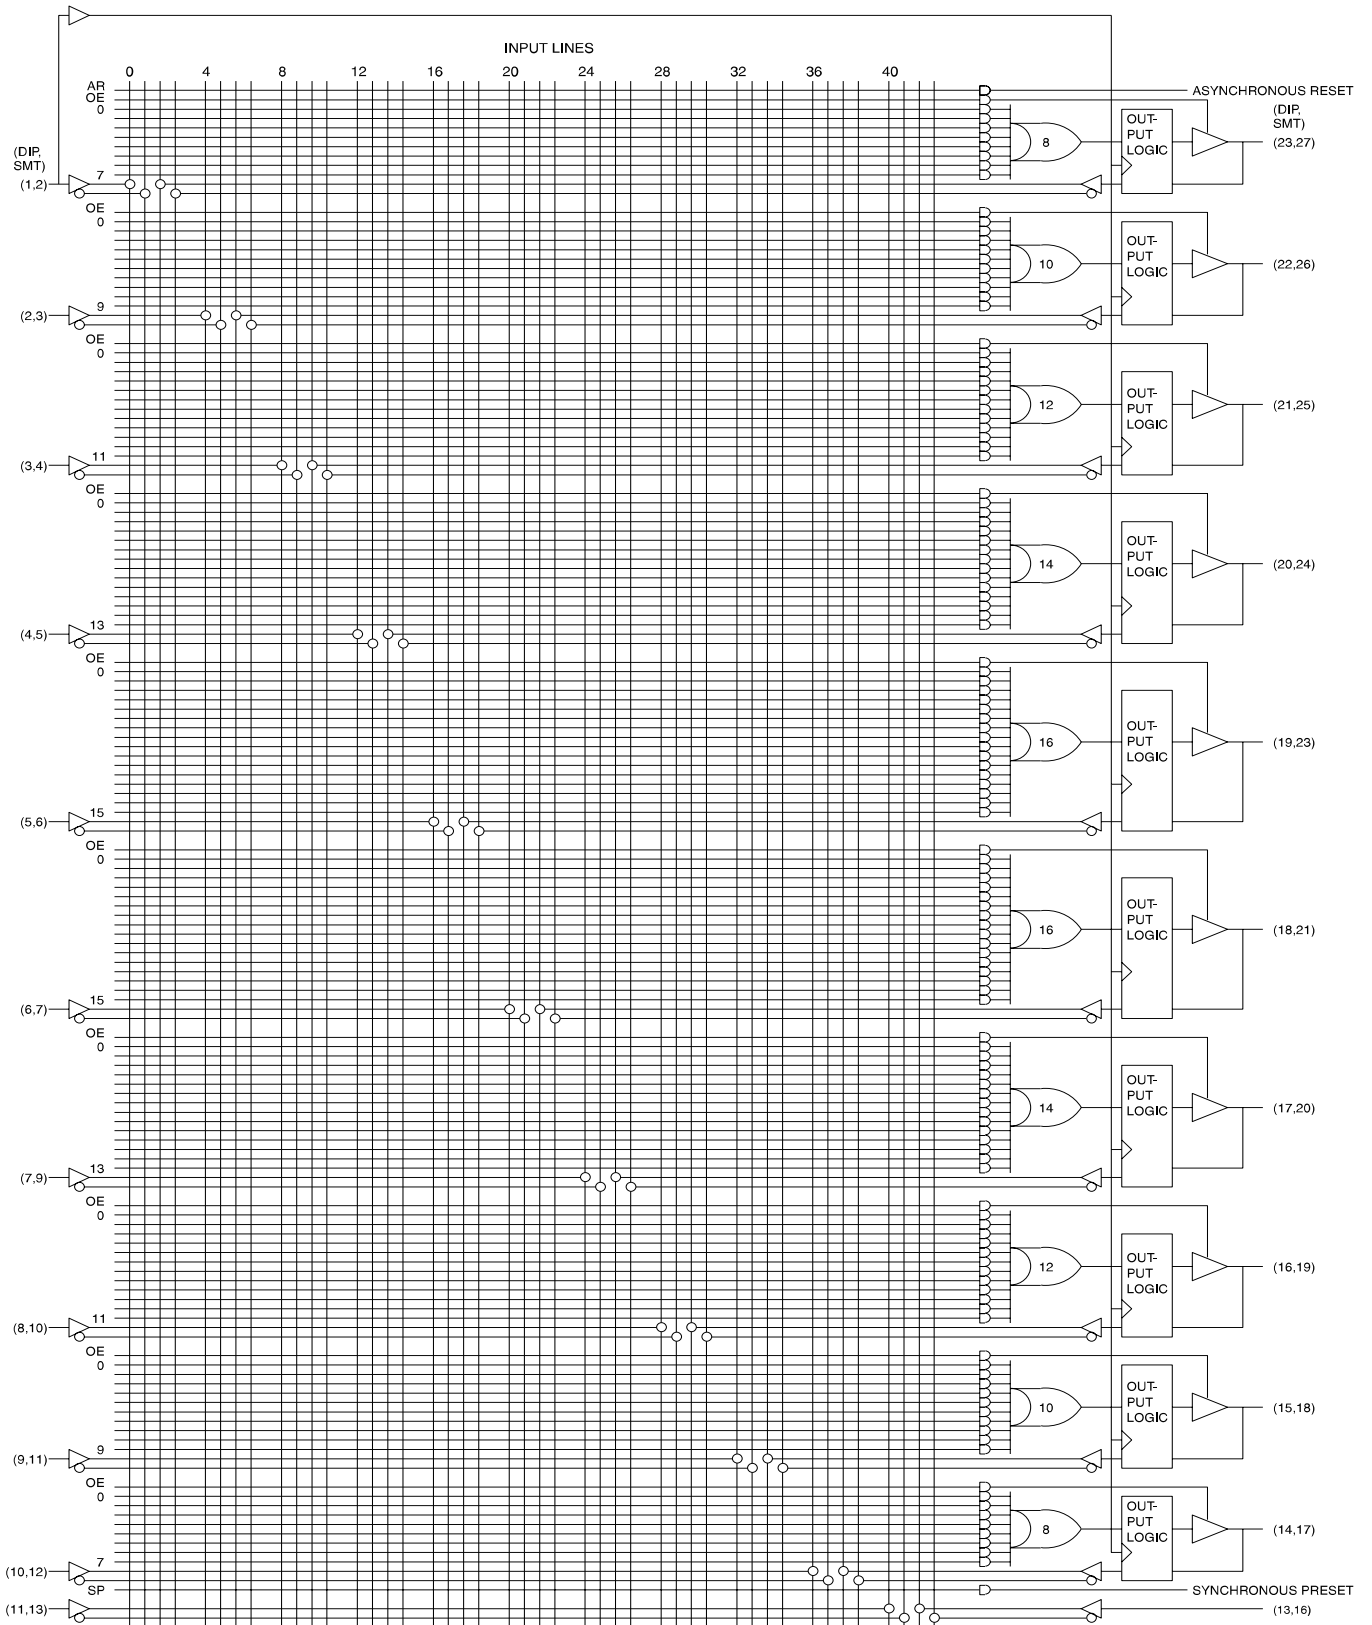 INPUT LINES
0 4 8 12 16 20 24 28 32 36 40
AR
ASYNCHRONOUS RESET
OE
0
(DIP,
SMT)
(DIP,
SMT)
OUT-
PUT
LOGIC
8
(23,27)
7
(1,2)
OE
0
OUT-
PUT
LOGIC
10
(22,26)
9
(2,3)
OE
0
OUT-
PUT
LOGIC
12
(21,25)
11
(3,4)
OE
0
OUT-
PUT
LOGIC
14
(20,24)
13
(4,5)
OE
0
OUT-
PUT
LOGIC
16
(19,23)
15
(5,6)
OE
0
OUT-
PUT
LOGIC
16
(18,21)
15
(6,7)
OE
0
OUT-
PUT
LOGIC
14
(17,20)
13
(7,9)
OE
0
OUT-
PUT
LOGIC
12
(16,19)
11
(8,10)
OE
0
OUT-
PUT
LOGIC
10
(15,18)
9
(9,11)
OE
0
OUT-
PUT
LOGIC
8
(14,17)
7
(10,12)
SP
SYNCHRONOUS PRESET
(11,13)
(13,16)